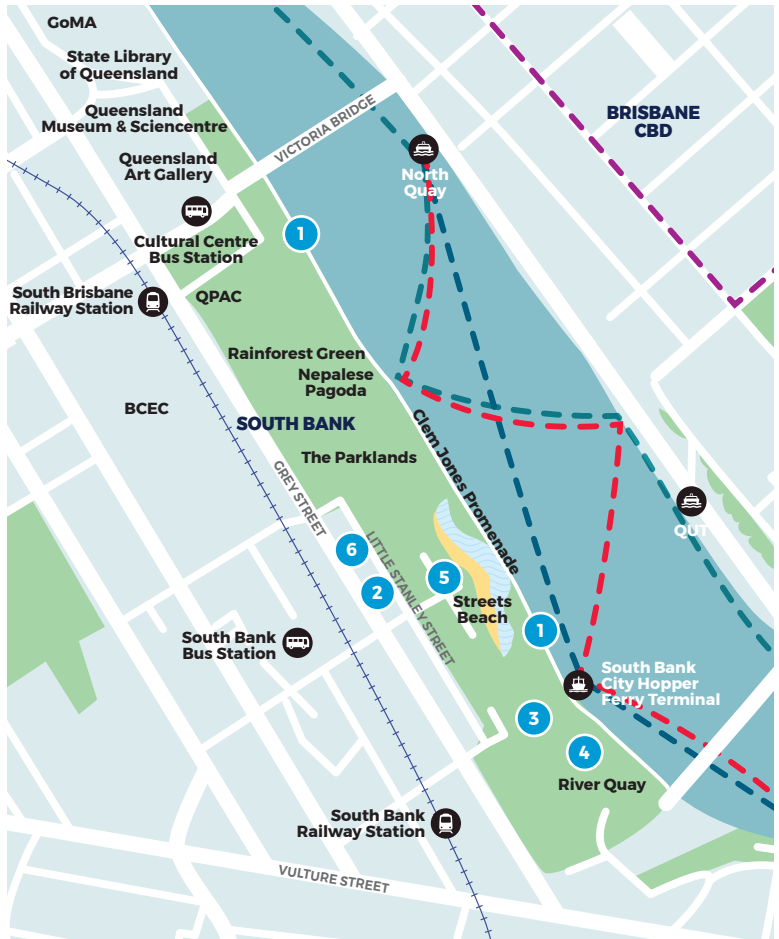 GoMA
State Library
of Queensland
Queensland
Museum & Sciencentre
Queensland
Art Gallery
VICTORIA BRIDGE
BRISBANE
CBD
North
Quay
Cultural Centre
Bus Station
1
South Brisbane
Railway Station
QPAC
Rainforest Green
Nepalese
Pagoda
BCEC
SOUTH BANK
Clem Jones Promenade
The Parklands
GREY STREET
QUT
6
LITTLE STANLEY STREET
5
2
Streets
Beach
1
South Bank
Bus Station
South Bank
City Hopper
Ferry Terminal
3
4
River Quay
South Bank
Railway Station
VULTURE STREET